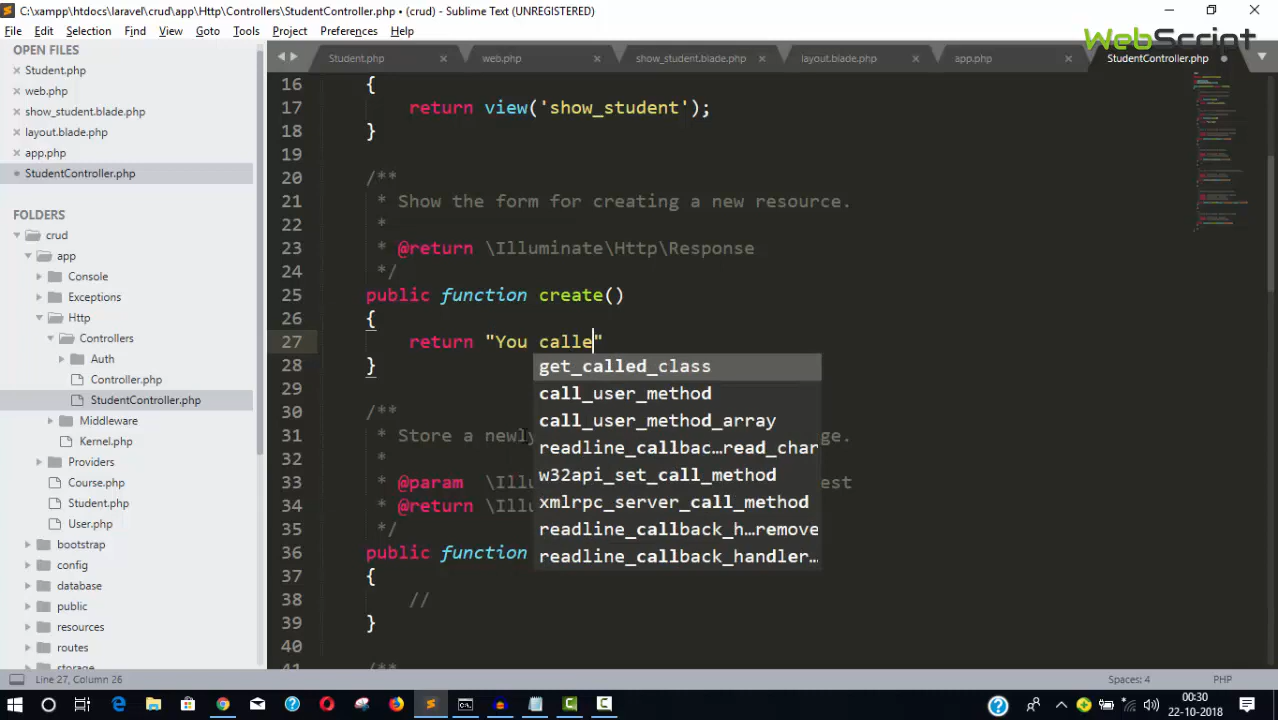 C:\xampp\htdocs\laravel\crud\app\Http\Controllers\StudentController.php • (crud) - Sublime Text (UNREGISTERED)
WebScript
File Edit Selection Find View Goto Tools Project Preferences Help
OPEN FILES
Student.php
web.php
show_student.blade.php
layout.blade.php
app.php
StudentController.php
FOLDERS
crud
app
Console
Exceptions
Http
Controllers
Auth
Controller.php
StudentController.php
Middleware
Kernel.php
Providers
Course.php
Student.php
User.php
bootstrap
config
database
public
resources
routes
storage
Student.php web.php show_student.blade.php layout.blade.php app.php StudentController.php
16 {
17 return view('show_student');
18 }
19
20 /**
21 * Show the form for creating a new resource.
22 *
23 * @return \Illuminate\Http\Response
24 */
25 public function create()
26 {
27 return "You calle"
28 }
29
30 /**
31 * Store a newly ge.
32 *
33 * @param \Illu est
34 * @return \Illu
35 */
36 public function
37 {
38 //
39 }
40
41 /**
get_called_class
call_user_method
call_user_method_array
readline_callbac…read_char
w32api_set_call_method
xmlrpc_server_call_method
readline_callback_h…remove
readline_callback_handler…
Line 27, Column 26 Spaces: 4 PHP
00:30
22-10-2018